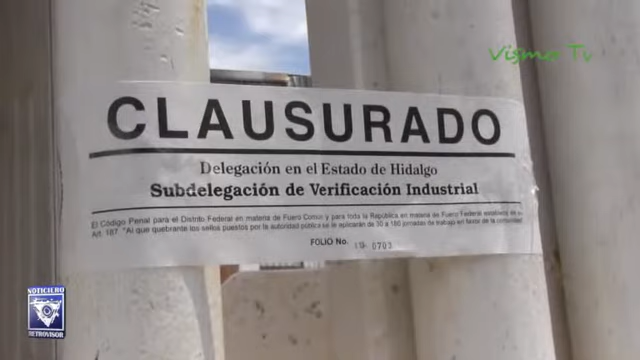 Visma Tv
CLAUSURADO
Delegación en el Estado de Hidalgo
Subdelegación de Verificación Industrial
El Código Penal para el Distrito Federal en materia de Fuero Común y para toda la República en materia de Fuero Federal establece en su
Art. 187 "Al que quebrante los sellos puestos por la autoridad pública se le aplicarán de 30 a 180 jornadas de trabajo en favor de la comunidad
FOLIO No.
NOTICIERO
RETROVISOR